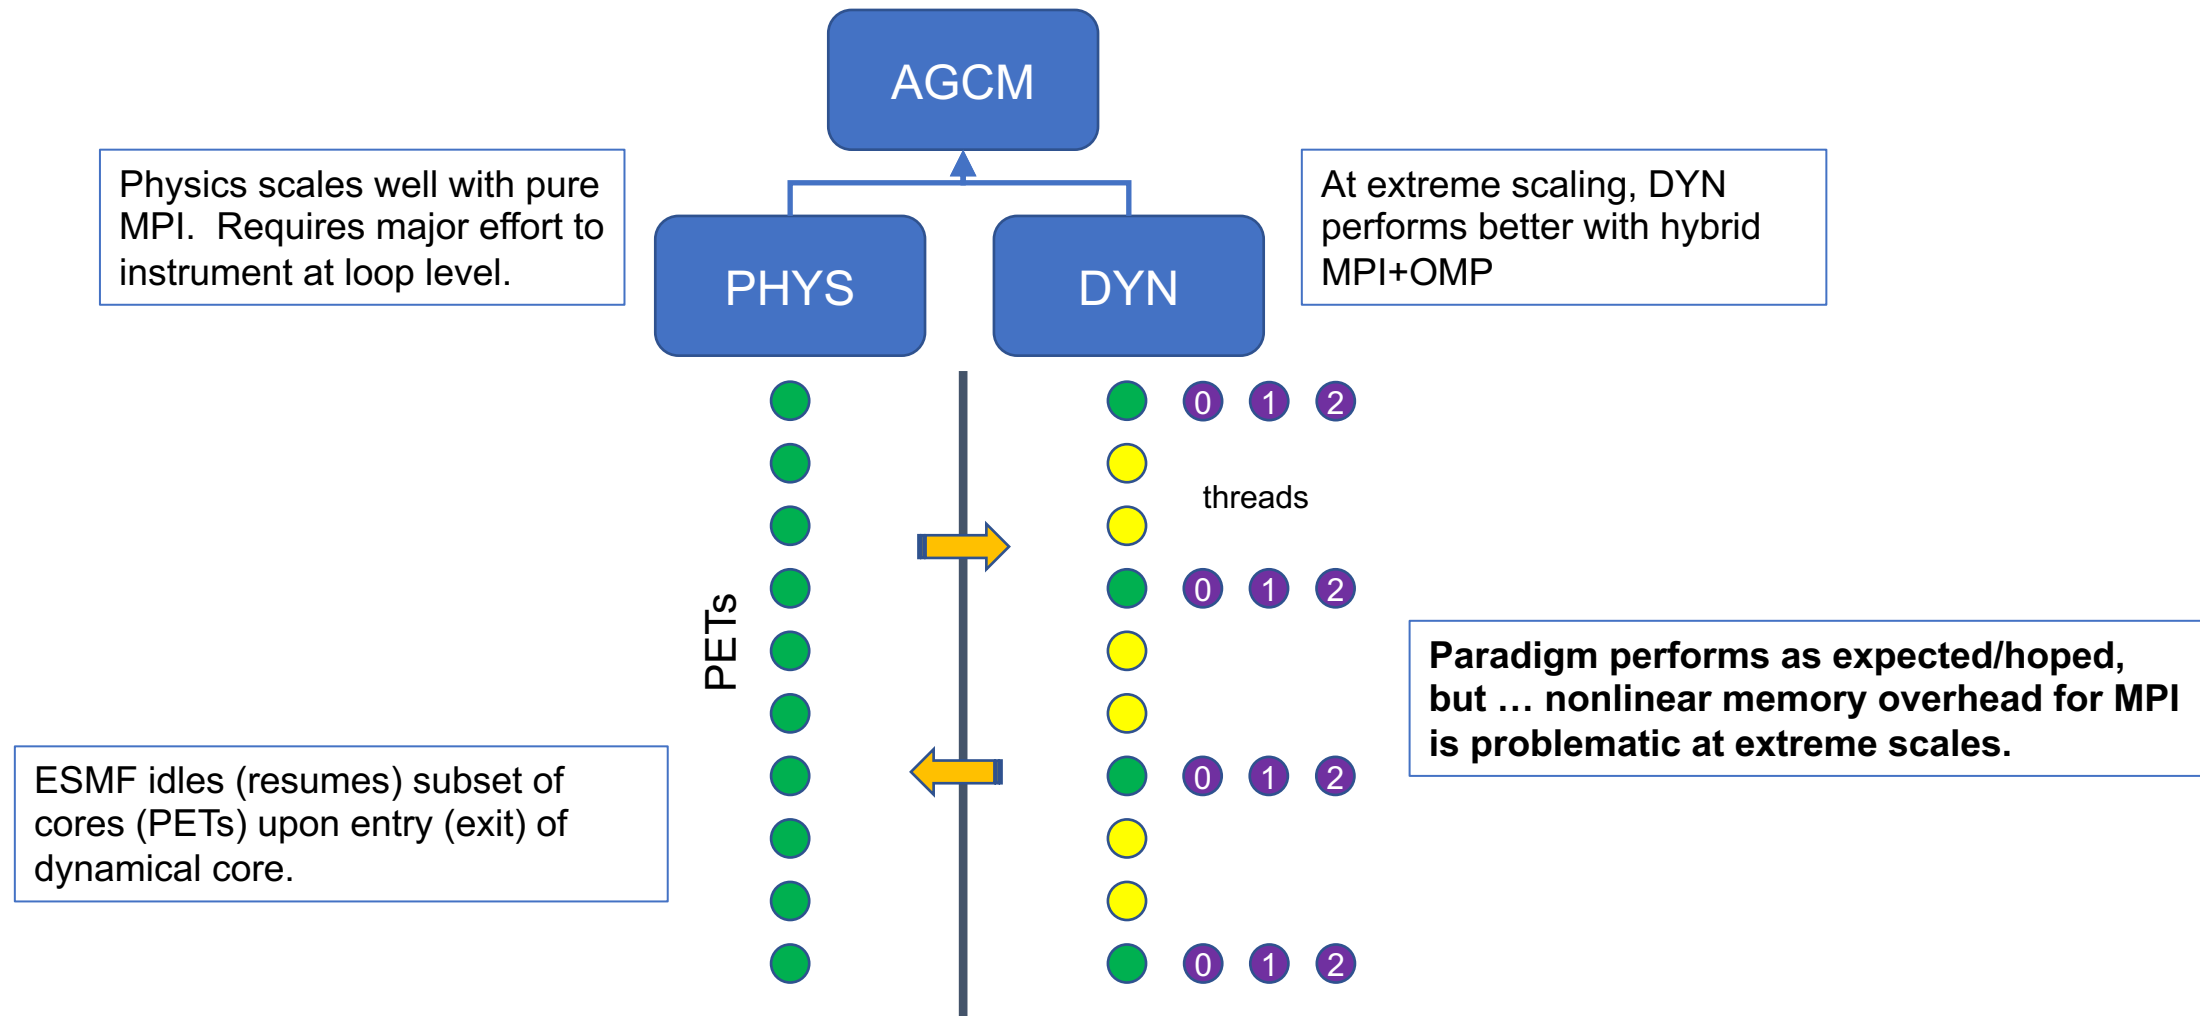 AGCM
Physics scales well with pure
MPI.  Requires major effort to
instrument at loop level.
At extreme scaling, DYN
performs better with hybrid
MPI+OMP
PHYS
DYN
0 1 2
threads
0 1 2
PETs
Paradigm performs as expected/hoped,
but … nonlinear memory overhead for MPI
is problematic at extreme scales.
0 1 2
ESMF idles (resumes) subset of
cores (PETs) upon entry (exit) of
dynamical core.
0 1 2